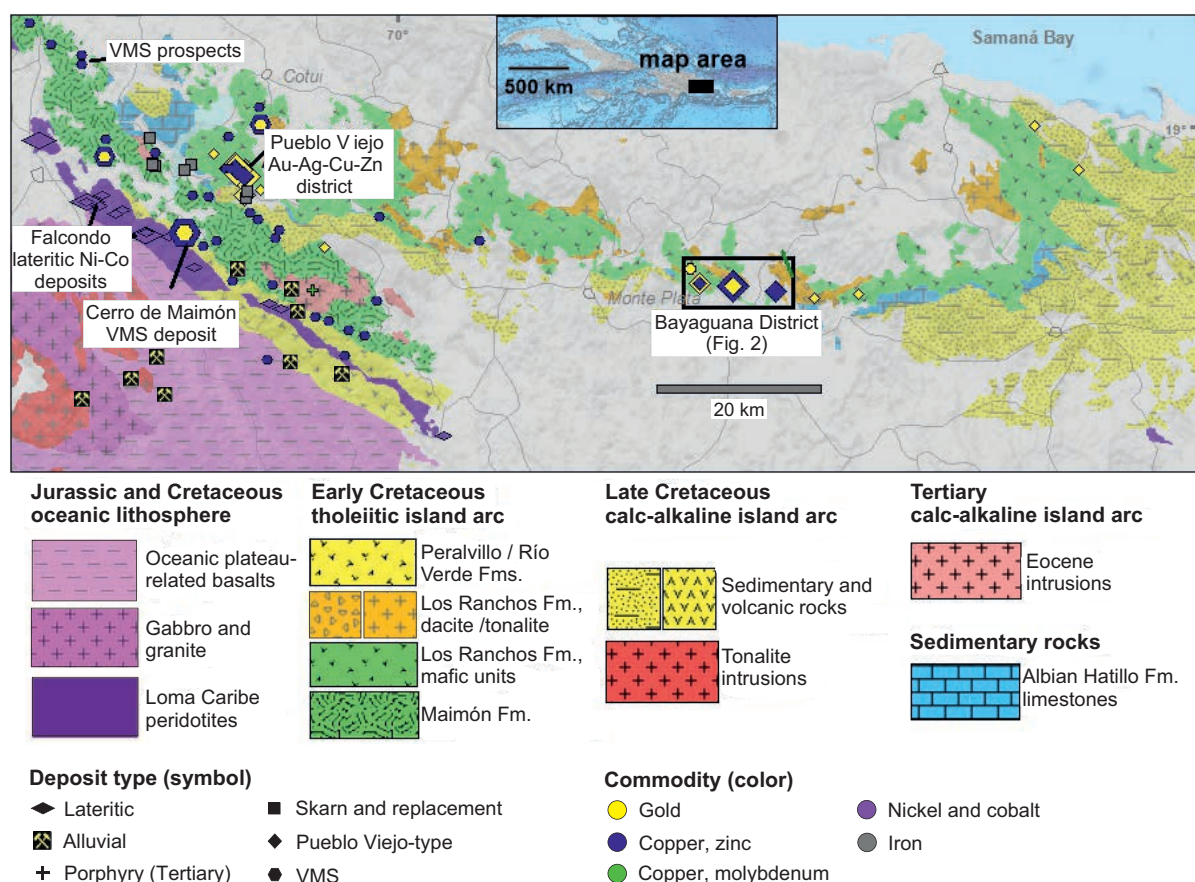 VMS prospects
70°
Cotui
map area
500 km
Samaná Bay
19°
Pueblo V iejo
Au-Ag-Cu-Zn
district
Falcondo
lateritic Ni-Co
deposits
Cerro de Maimón
VMS deposit
Monte Plata
Bayaguana District
(Fig. 2)
20 km
Jurassic and Cretaceous
oceanic lithosphere
Oceanic plateau-
related basalts
Gabbro and
granite
Loma Caribe
peridotites
Early Cretaceous
tholeiitic island arc
Peralvillo / Río
Verde Fms.
Los Ranchos Fm.,
dacite /tonalite
Los Ranchos Fm.,
mafic units
Maimón Fm.
Late Cretaceous
calc-alkaline island arc
Sedimentary and
volcanic rocks
Tonalite
intrusions
Tertiary
calc-alkaline island arc
Eocene
intrusions
Sedimentary rocks
Albian Hatillo Fm.
limestones
Deposit type (symbol)
Lateritic
Alluvial
Porphyry (Tertiary)
Skarn and replacement
Pueblo Viejo-type
VMS
Commodity (color)
Gold
Copper, zinc
Copper, molybdenum
Nickel and cobalt
Iron